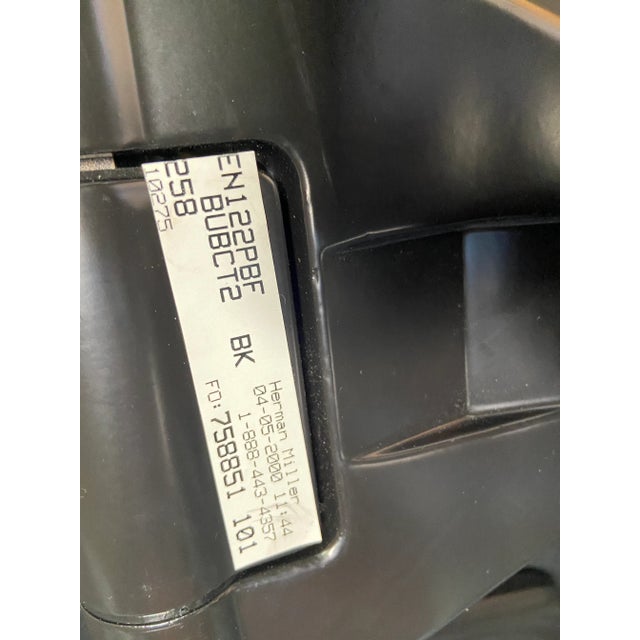 EN122PBF
BUBCT2 BK
258
10275
Herman Miller
04-05-2000 11:44
1-888-443-4357
FO: 758851 101